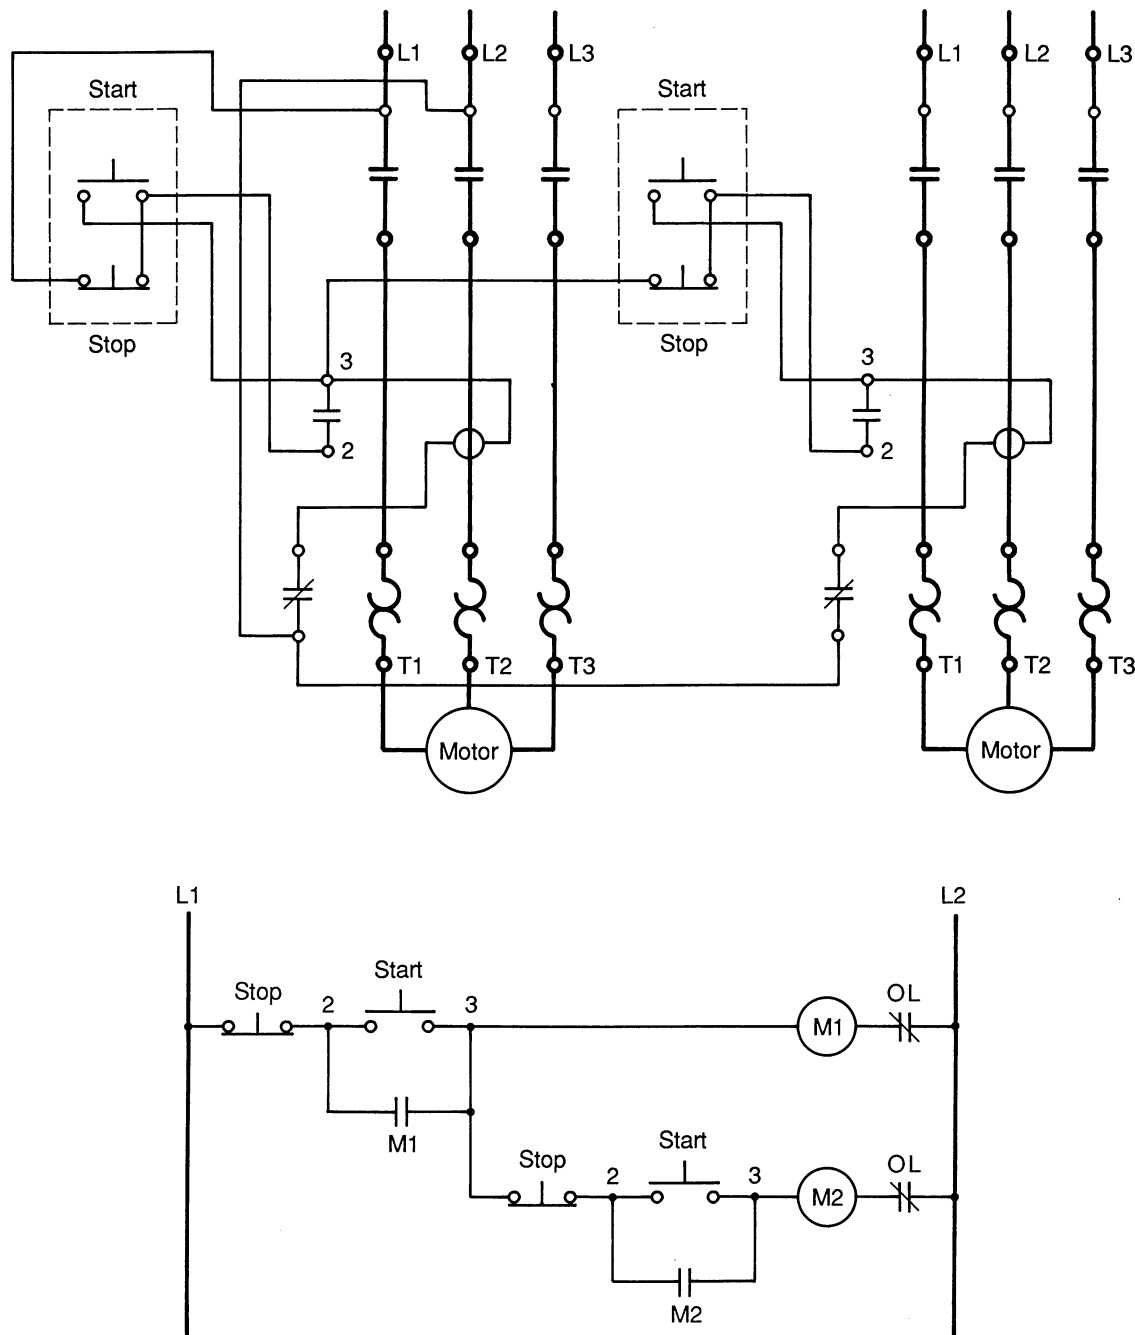 L1 L2 L3 L1 L2 L3
Start Start
Stop Stop
3 3
2 2
T1 T2 T3 T1 T2 T3
Motor Motor
L1 L2
Start
Stop 2 3 M1 OL
M1
Start
Stop 2 3 M2 OL
M2